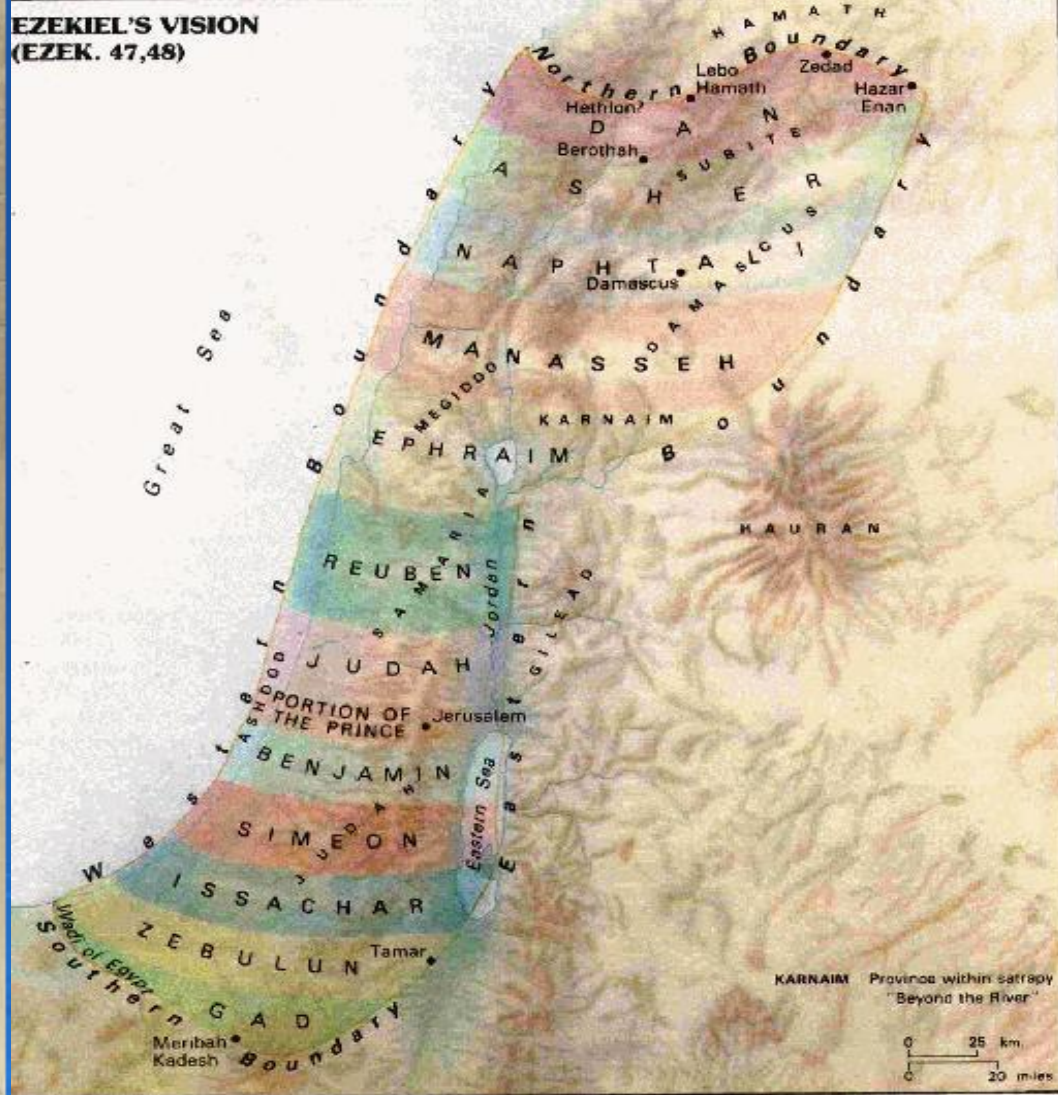 EZEKIEL'S VISION
(EZEK. 47,48)
HAMATH
Northern Boundary
Lebo
Hamath
Zedad
Hazar
Enan
Hethlon?
DAN
Berothah
SUBITE
ASHER
NAPHTALI
Damascus
DAMASCUS
MANASSEH
MEGIDDO
KARNAIM
EPHRAIM
Great Sea
HAURAN
REUBEN
SAMARIA
Jordan
GILEAD
JUDAH
ASHDOD
PORTION OF
THE PRINCE
Jerusalem
BENJAMIN
JUDAH
SIMEON
Eastern Sea
ISSACHAR
ZEBULUN
Tamar
GAD
Wadi of Egypt
Meribah
Kadesh
Western Boundary
Eastern Boundary
Southern Boundary
KARNAIM Province within satrapy
"Beyond the River"
0 25 km.
0 20 miles